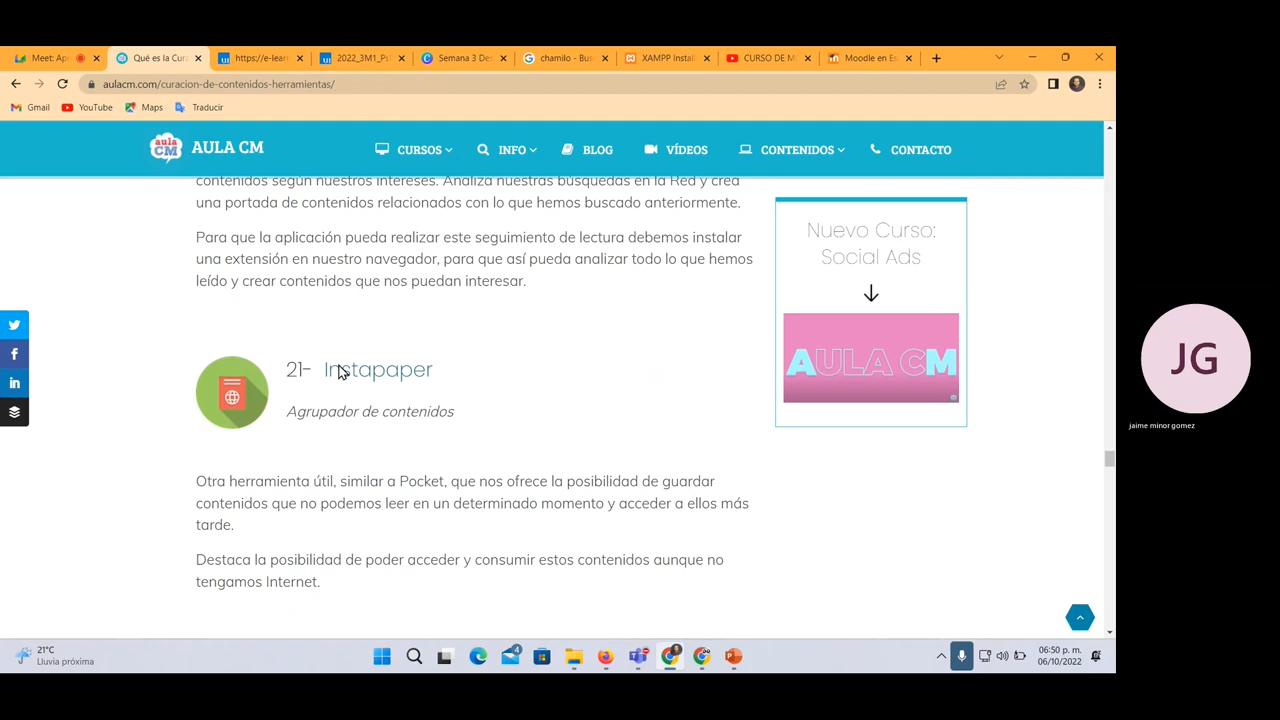 Meet: Ap
Qué es la Cura
https://e-lear
2022_3M1_Psi
Semana 3 Des
chamilo - Bus
XAMPP Install
CURSO DE M
Moodle en Es
aulacm.com/curacion-de-contenidos-herramientas/
Gmail
YouTube
Maps
Traducir
aula CM
AULA CM
CURSOS
INFO
BLOG
VÍDEOS
CONTENIDOS
CONTACTO
contenidos según nuestros intereses. Analiza nuestras búsquedas en la Red y crea
una portada de contenidos relacionados con lo que hemos buscado anteriormente.
Para que la aplicación pueda realizar este seguimiento de lectura debemos instalar
una extensión en nuestro navegador, para que así pueda analizar todo lo que hemos
leído y crear contenidos que nos puedan interesar.
21- Instapaper
Agrupador de contenidos
Otra herramienta útil, similar a Pocket, que nos ofrece la posibilidad de guardar
contenidos que no podemos leer en un determinado momento y acceder a ellos más
tarde.
Destaca la posibilidad de poder acceder y consumir estos contenidos aunque no
tengamos Internet.
Nuevo Curso:
Social Ads
AULA CM
JG
jaime minor gomez
21°C
Lluvia próxima
4
06:50 p. m.
06/10/2022